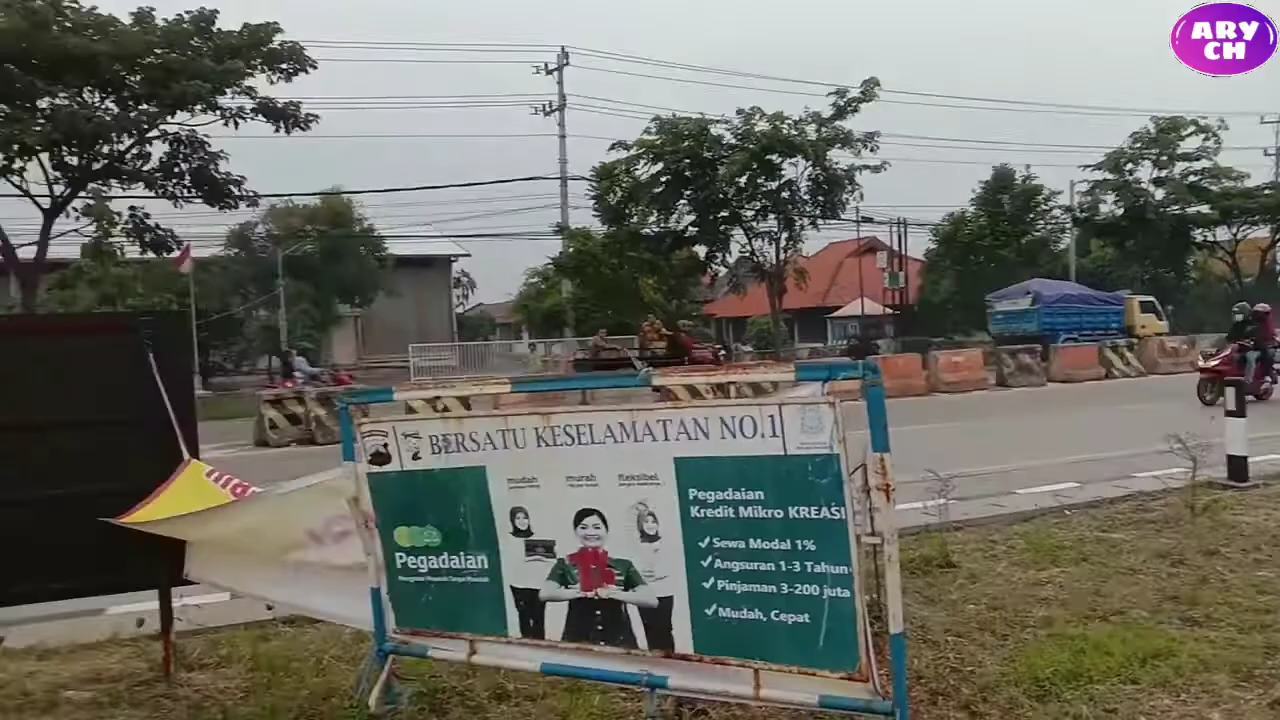 ARY
CH
BERSATU KESELAMATAN NO.1
mudah
murah
fleksibel
Pegadaian
Pegadaian
Kredit Mikro KREASI
✓Sewa Modal 1%
✓Angsuran 1-3 Tahun
✓Pinjaman 3-200 juta
✓Mudah, Cepat